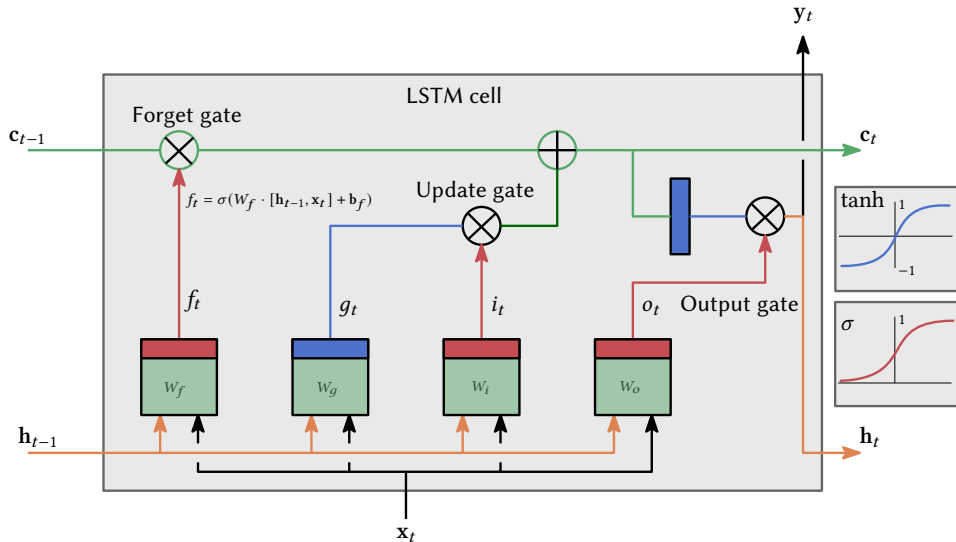 y_t
LSTM cell
Forget gate
c_{t−1}
c_t
f_t = σ(W_f · [h_{t−1}, x_t] + b_f)
Update gate
tanh
1
−1
f_t
g_t
i_t
o_t
Output gate
σ
1
W_f
W_g
W_i
W_o
h_{t−1}
h_t
x_t